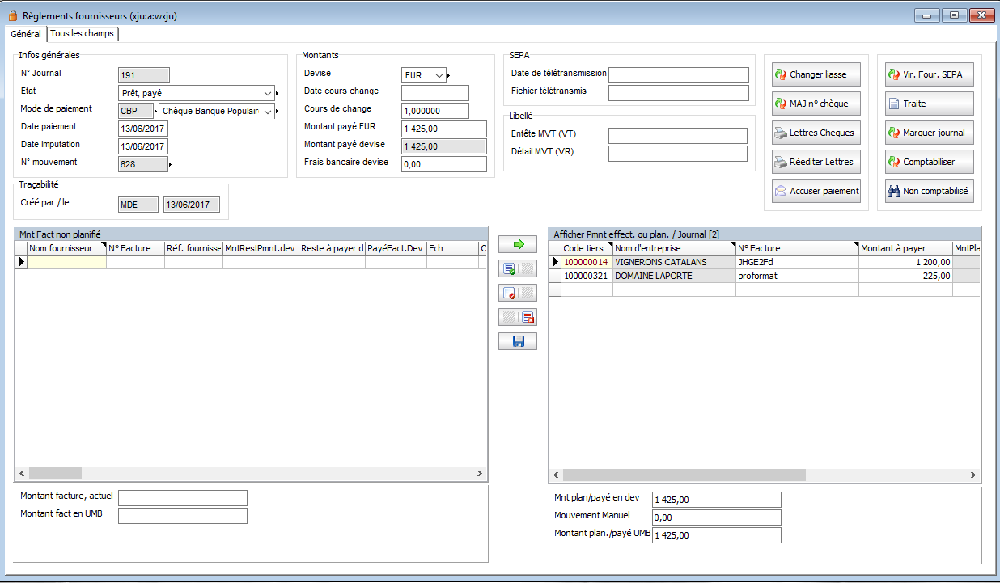 Règlements fournisseurs (xju:a:wxju)
Général
Tous les champs
Infos générales
N° Journal 191
Etat Prêt, payé
Mode de paiement CBP Chèque Banque Populair
Date paiement 13/06/2017
Date Imputation 13/06/2017
N° mouvement 628
Traçabilité
Créé par / le MDE 13/06/2017
Montants
Devise EUR
Date cours change
Cours de change 1,000000
Montant payé EUR 1 425,00
Montant payé devise 1 425,00
Frais bancaire devise 0,00
SEPA
Date de télétransmission
Fichier télétransmis
Libellé
Entête MVT (VT)
Détail MVT (VR)
Changer liasse
MAJ n° chèque
Lettres Cheques
Rééditer Lettres
Accuser paiement
Vir. Four. SEPA
Traite
Marquer journal
Comptabiliser
Non comptabilisé
Mnt Fact non planifié
Nom fournisseur N° Facture Réf. fournisse MntRestPmnt.dev Reste à payer d PayéFact.Dev Ech C
Montant facture, actuel
Montant fact en UMB
Afficher Pmnt effect. ou plan. / Journal [2]
Code tiers Nom d'entreprise N° Facture Montant à payer MntPla
100000014 VIGNERONS CATALANS JHGE2Fd 1 200,00
100000321 DOMAINE LAPORTE proformat 225,00
Mnt plan/payé en dev 1 425,00
Mouvement Manuel 0,00
Montant plan./payé UMB 1 425,00